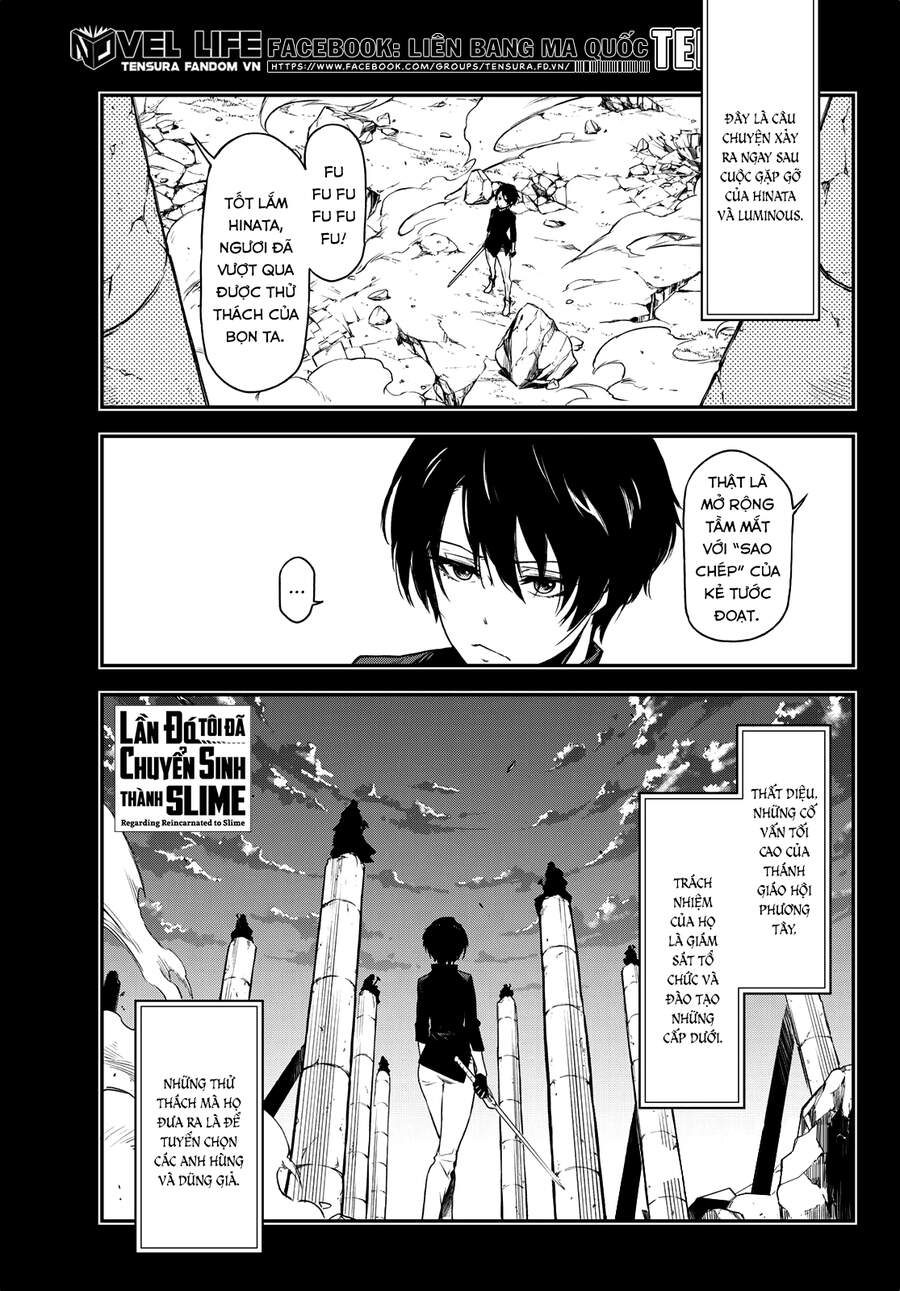 NOVEL LIFE
TENSURA FANDOM VN
FACEBOOK: LIÊN BANG MA QUỐC
HTTPS://WWW.FACEBOOK.COM/GROUPS/TENSURA.FD.VN/
ĐÂY LÀ CÂU
CHUYỆN XẢY
RA NGAY SAU
CUỘC GẶP GỠ
CỦA HINATA
VÀ LUMINOUS.
FU
FU FU
FU FU
FU!
TỐT LẮM
HINATA,
NGƯƠI ĐÃ
VƯỢT QUA
ĐƯỢC THỬ
THÁCH CỦA
BỌN TA.
THẬT LÀ
MỞ RỘNG
TẦM MẮT
VỚI “SAO
CHÉP” CỦA
KẺ TƯỚC
ĐOẠT.
...
LẦN ĐÓ TÔI ĐÃ
CHUYỂN SINH
THÀNH SLIME
Regarding Reincarnated to Slime
THẤT DIỆU,
NHỮNG CỐ
VẤN TỐI
CAO CỦA
THÁNH
GIÁO HỘI
PHƯƠNG
TÂY.
TRÁCH
NHIỆM
CỦA HỌ
LÀ GIÁM
SÁT TỔ
CHỨC VÀ
ĐÀO TẠO
NHỮNG
CẤP DƯỚI.
NHỮNG THỬ
THÁCH MÀ HỌ
ĐƯA RA LÀ ĐỂ
TUYỂN CHỌN
CÁC ANH HÙNG
VÀ DŨNG GIẢ.